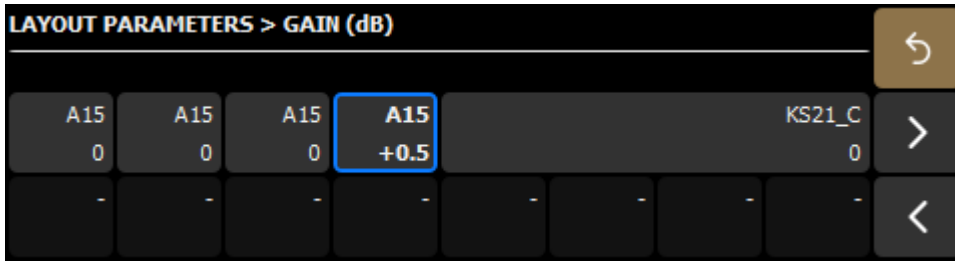 LAYOUT PARAMETERS > GAIN (dB)
A15 A15 A15 A15 KS21_C
0 0 0 +0.5 0
- - - - - - - -